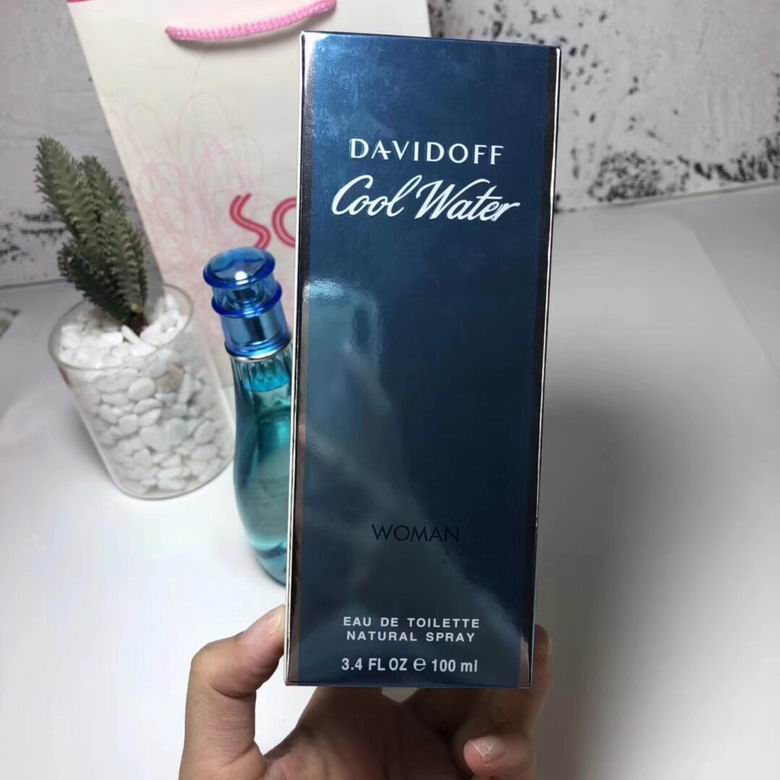 DAVIDOFF
Cool Water
WOMAN
EAU DE TOILETTE
NATURAL SPRAY
3.4 FL OZ ℮ 100 ml